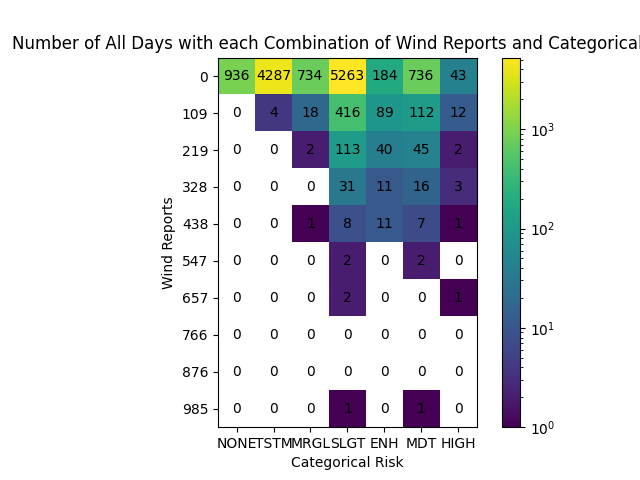 Number of All Days with each Combination of Wind Reports and Categorical
0 936 4287 734 5263 184 736 43
109 0 4 18 416 89 112 12
219 0 0 2 113 40 45 2
328 0 0 0 31 11 16 3
438 0 0 1 8 11 7 1
547 0 0 0 2 0 2 0
657 0 0 0 2 0 0 1
766 0 0 0 0 0 0 0
876 0 0 0 0 0 0 0
985 0 0 0 1 0 1 0
NONE TSTM MRGL SLGT ENH MDT HIGH
Categorical Risk
Wind Reports
10³
10²
10¹
10⁰